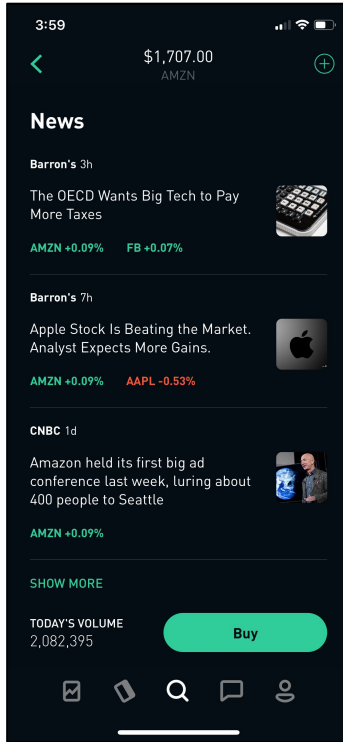 3:59
$1,707.00
AMZN
News
Barron's 3h
The OECD Wants Big Tech to Pay
More Taxes
AMZN +0.09% FB +0.07%
Barron's 7h
Apple Stock Is Beating the Market.
Analyst Expects More Gains.
AMZN +0.09% AAPL -0.53%
CNBC 1d
Amazon held its first big ad
conference last week, luring about
400 people to Seattle
AMZN +0.09%
SHOW MORE
TODAY'S VOLUME
2,082,395
Buy